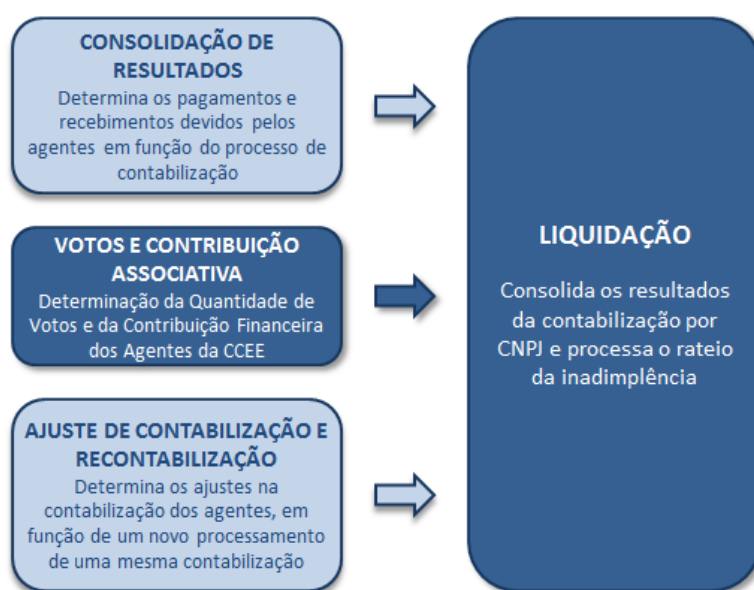 CONSOLIDAÇÃO DE
RESULTADOS
Determina os pagamentos e
recebimentos devidos pelos
agentes em função do processo de
contabilização
VOTOS E CONTRIBUIÇÃO
ASSOCIATIVA
Determinação da Quantidade de
Votos e da Contribuição Financeira
dos Agentes da CCEE
AJUSTE DE CONTABILIZAÇÃO E
RECONTABILIZAÇÃO
Determina os ajustes na
contabilização dos agentes, em
função de um novo processamento
de uma mesma contabilização
LIQUIDAÇÃO
Consolida os resultados
da contabilização por
CNPJ e processa o rateio
da inadimplência